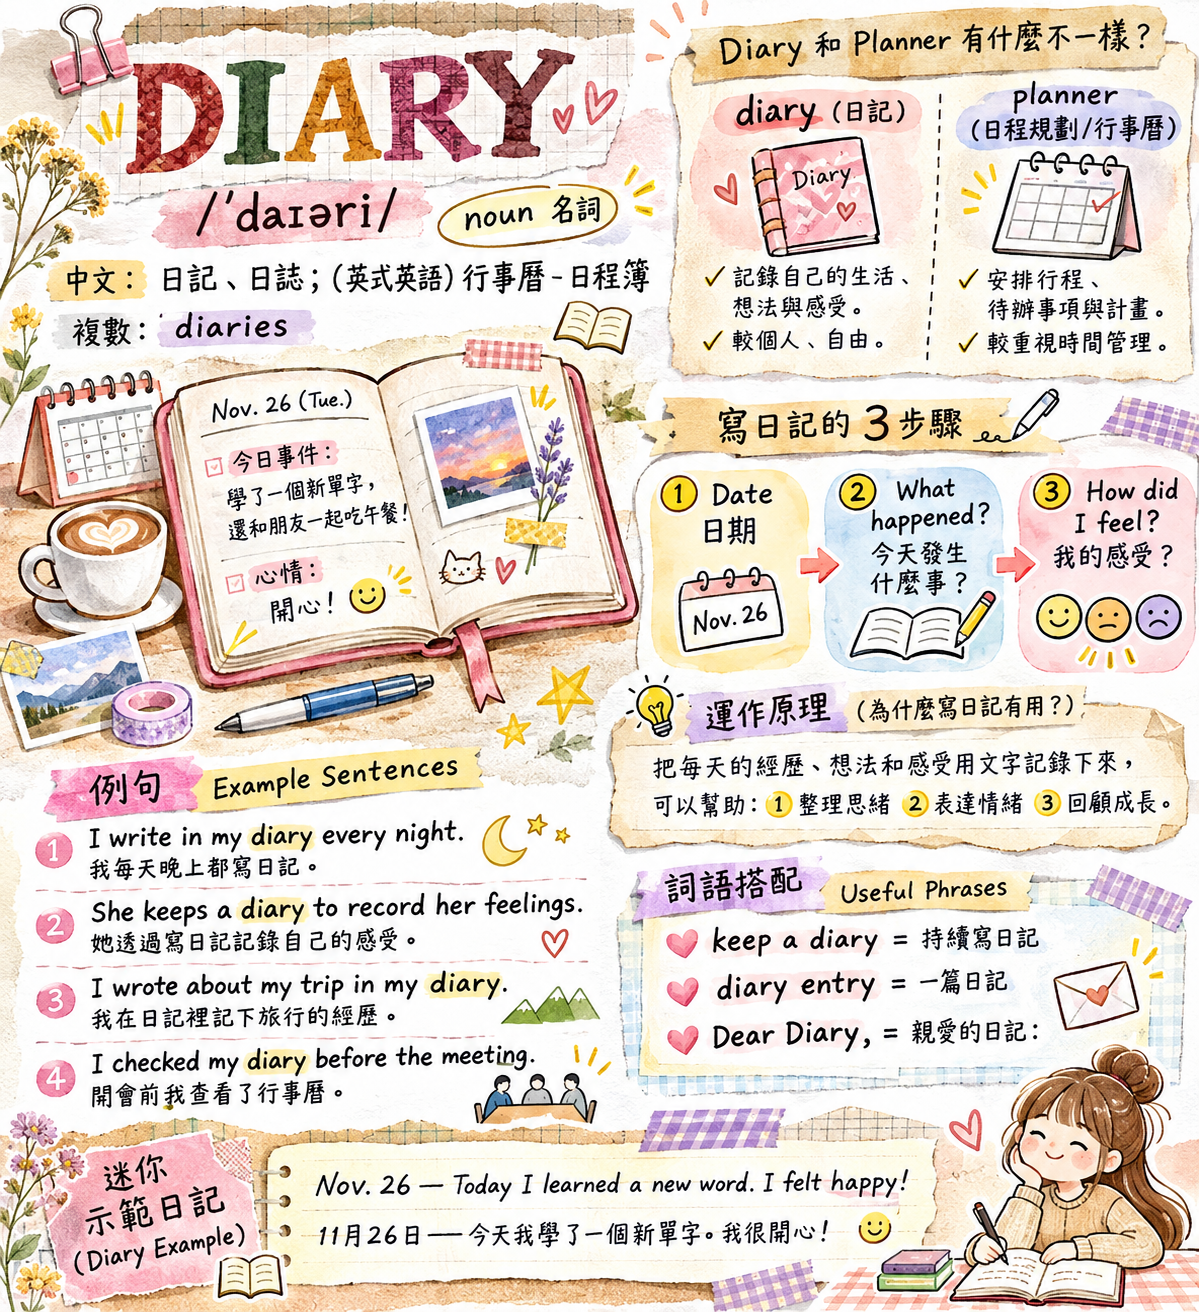 DIARY
/ˈdaɪəri/
noun 名詞
中文： 日記、日誌；(英式英語) 行事曆－日程簿
複數： diaries
Nov. 26 (Tue.)
今日事件：
學了一個新單字，
還和朋友一起吃午餐！
心情：
開心！
例句 Example Sentences
1 I write in my diary every night.
我每天晚上都寫日記。
2 She keeps a diary to record her feelings.
她透過寫日記記錄自己的感受。
3 I wrote about my trip in my diary.
我在日記裡記下旅行的經歷。
4 I checked my diary before the meeting.
開會前我查看了行事曆。
Diary 和 Planner 有什麼不一樣？
diary (日記)
Diary
✓ 記錄自己的生活、
想法與感受。
✓ 較個人、自由。
planner
(日程規劃/行事曆)
✓ 安排行程、
待辦事項與計畫。
✓ 較重視時間管理。
寫日記的 3 步驟
1 Date
日期
Nov. 26
2 What
happened?
今天發生
什麼事？
3 How did
I feel?
我的感受？
運作原理 (為什麼寫日記有用？)
把每天的經歷、想法和感受用文字記錄下來，
可以幫助：1 整理思緒 2 表達情緒 3 回顧成長。
詞語搭配 Useful Phrases
keep a diary = 持續寫日記
diary entry = 一篇日記
Dear Diary, = 親愛的日記：
迷你
示範日記
(Diary Example)
Nov. 26 — Today I learned a new word. I felt happy!
11月26日 — 今天我學了一個新單字。我很開心！